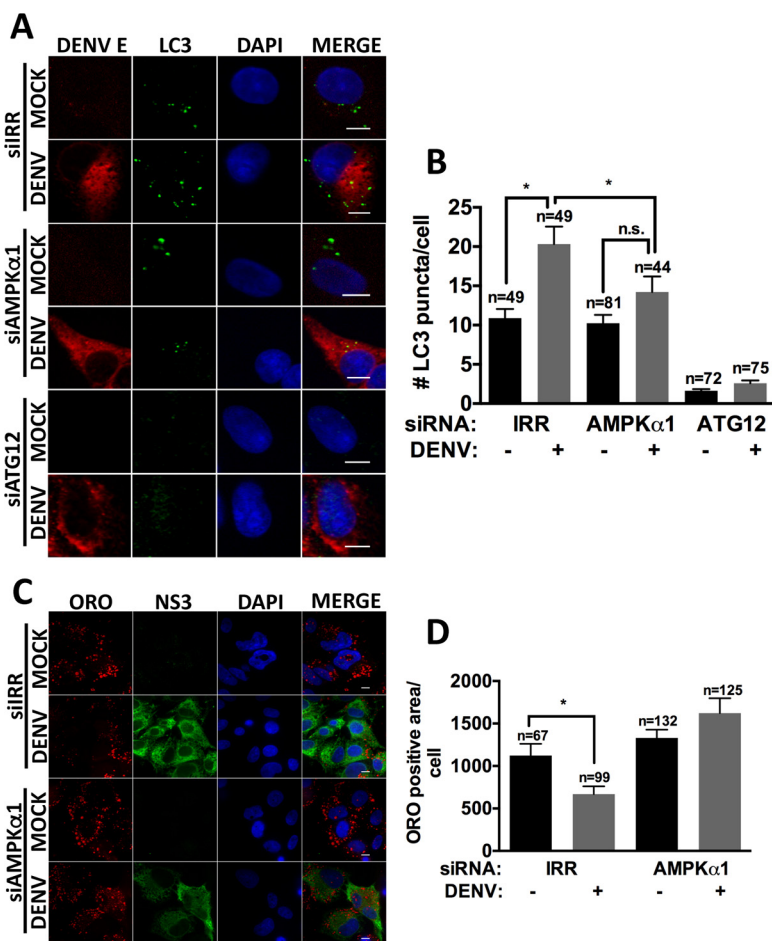 A
DENV E LC3 DAPI MERGE
siIRR
MOCK
DENV
siAMPKα1
MOCK
DENV
siATG12
MOCK
DENV
B
# LC3 puncta/cell
25
20
15
10
5
0
* *
n=49
n.s.
n=49
n=81
n=44
n=72
n=75
siRNA: IRR AMPKα1 ATG12
DENV: - + - + - +
C
ORO NS3 DAPI MERGE
siIRR
MOCK
DENV
siAMPKα1
MOCK
DENV
D
ORO positive area/
cell
2000
1500
1000
500
0
*
n=67
n=99
n=132
n=125
siRNA: IRR AMPKα1
DENV: - + - +